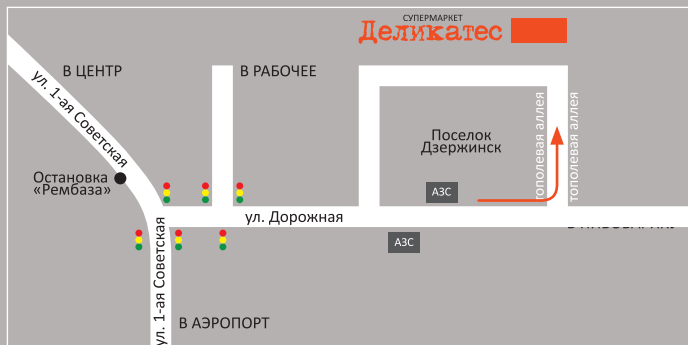 СУПЕРМАРКЕТ
Деликатес
В ЦЕНТР
В РАБОЧЕЕ
ул. 1-ая Советская
тополевая аллея
тополевая аллея
Поселок
Дзержинск
Остановка
«Рембаза»
АЗС
ул. Дорожная
АЗС
ул. 1-ая Советская
В АЭРОПОРТ